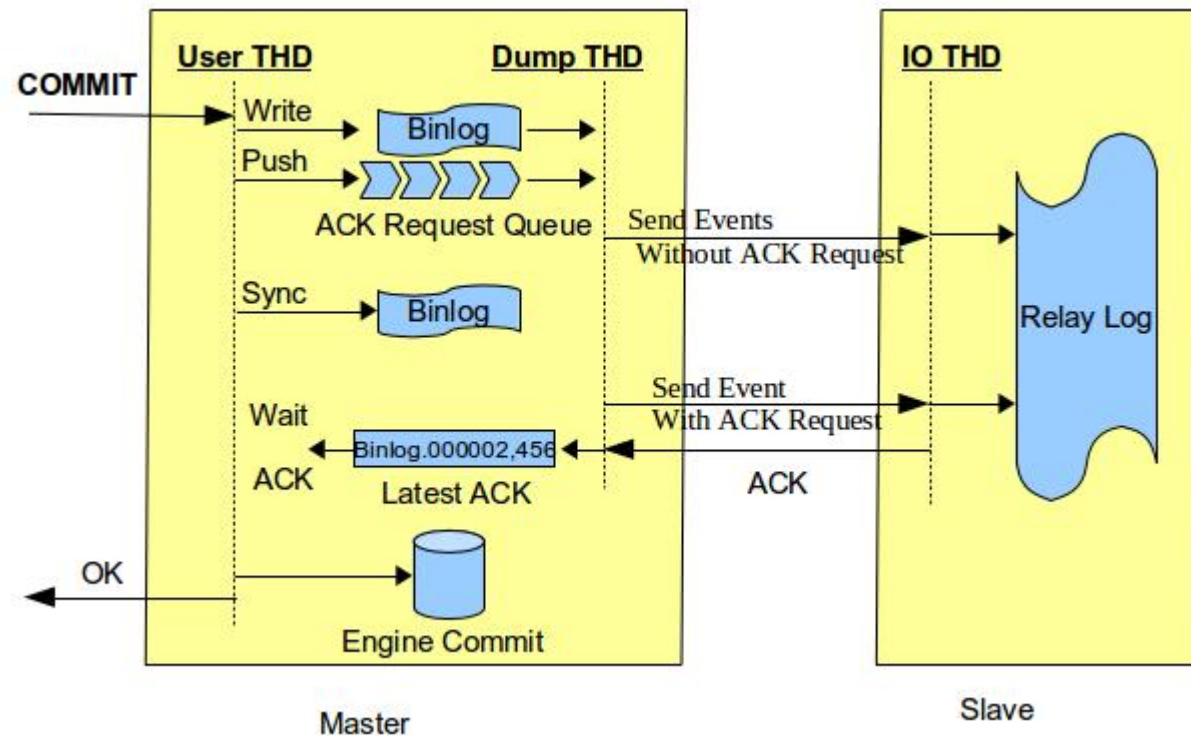 User THD
Dump THD
IO THD
COMMIT
Write
Binlog
Push
ACK Request Queue
Send Events
Without ACK Request
Sync
Binlog
Relay Log
Send Event
With ACK Request
Wait
ACK
Binlog.000002,456
Latest ACK
ACK
OK
Engine Commit
Master
Slave